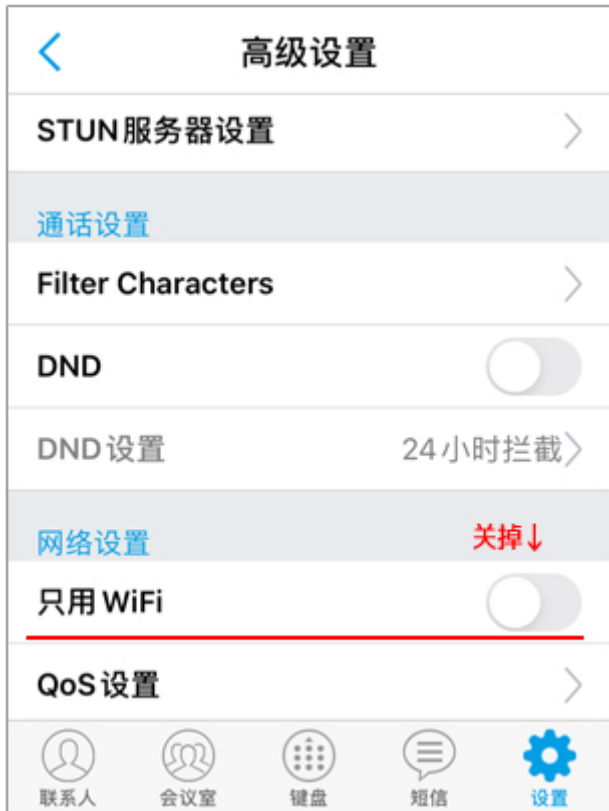 高级设置
STUN服务器设置
通话设置
Filter Characters
DND
DND设置 24小时拦截
网络设置 关掉↓
只用WiFi
QoS设置
联系人 会议室 键盘 短信 设置